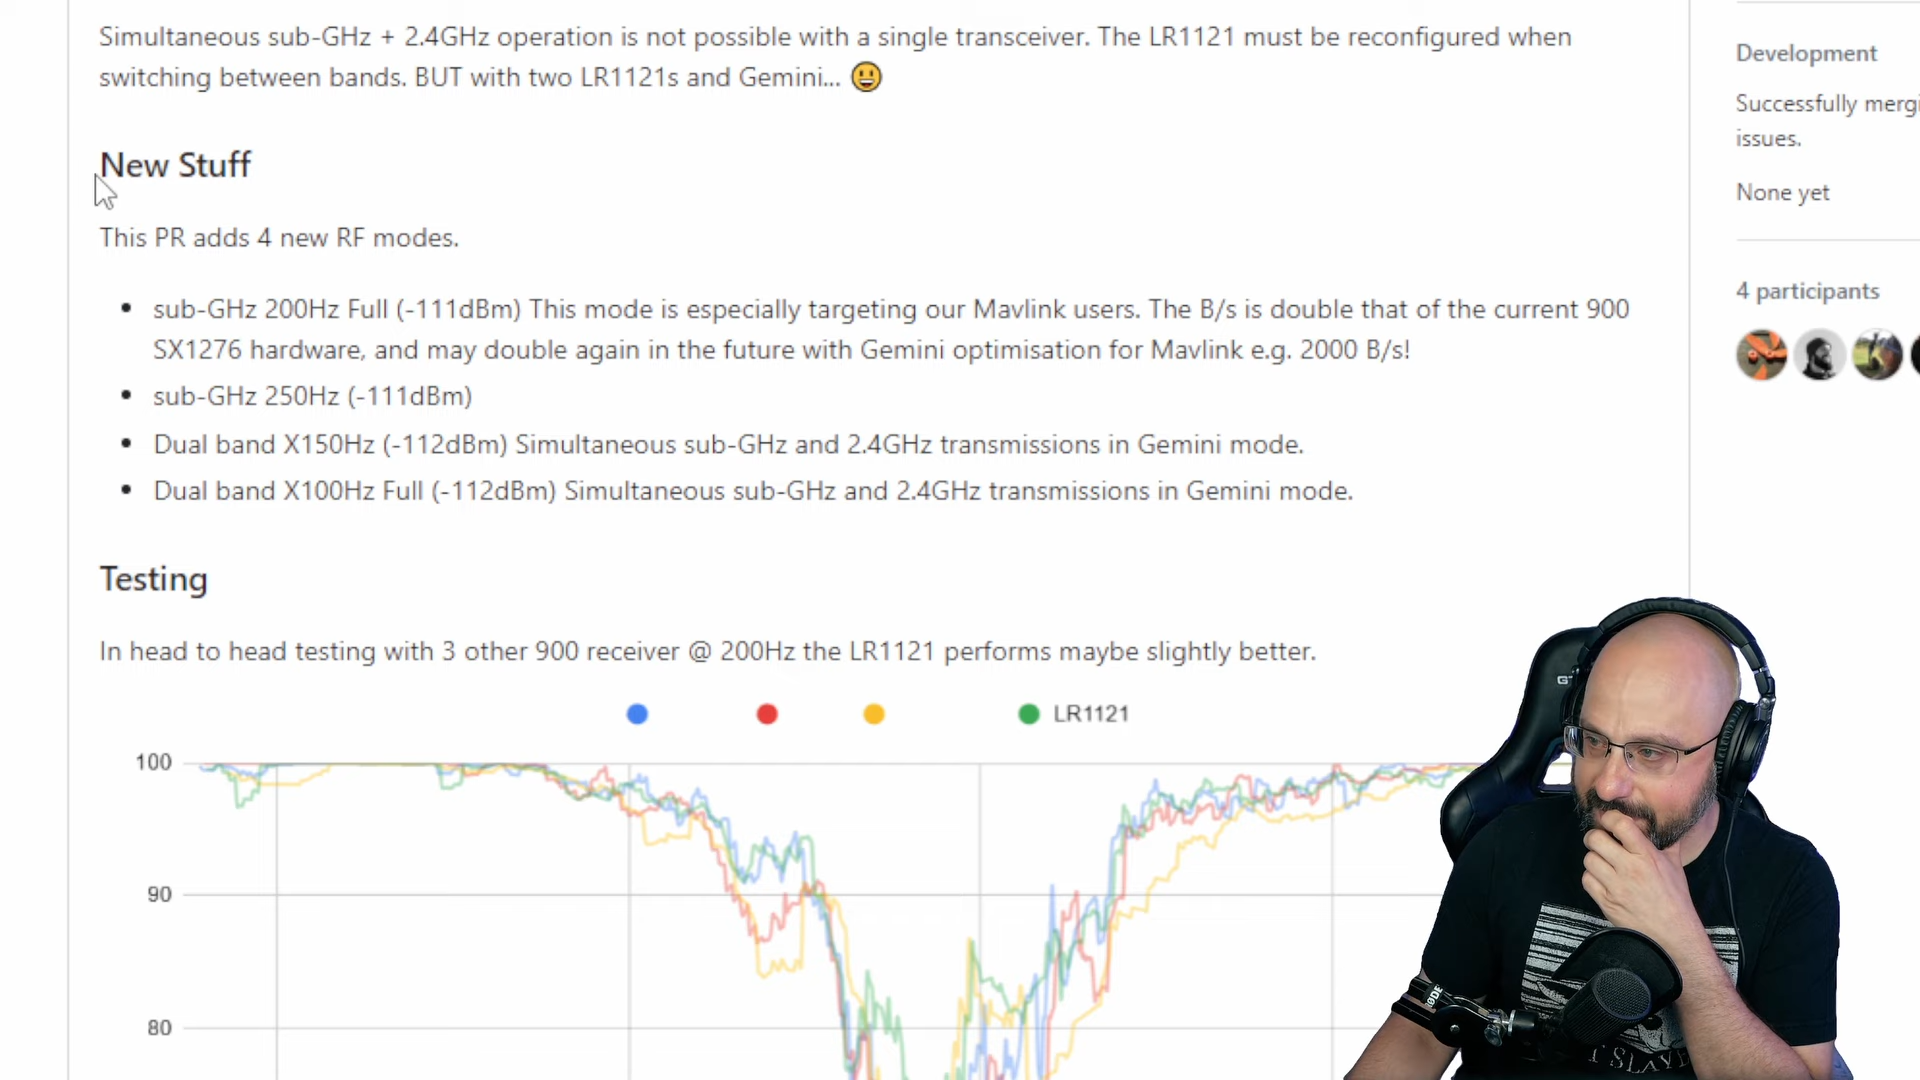 Simultaneous sub-GHz + 2.4GHz operation is not possible with a single transceiver. The LR1121 must be reconfigured when
switching between bands. BUT with two LR1121s and Gemini... 😃
New Stuff
This PR adds 4 new RF modes.
• sub-GHz 200Hz Full (-111dBm) This mode is especially targeting our Mavlink users. The B/s is double that of the current 900
SX1276 hardware, and may double again in the future with Gemini optimisation for Mavlink e.g. 2000 B/s!
• sub-GHz 250Hz (-111dBm)
• Dual band X150Hz (-112dBm) Simultaneous sub-GHz and 2.4GHz transmissions in Gemini mode.
• Dual band X100Hz Full (-112dBm) Simultaneous sub-GHz and 2.4GHz transmissions in Gemini mode.
Testing
In head to head testing with 3 other 900 receiver @ 200Hz the LR1121 performs maybe slightly better.
LR1121
100
90
80
Development
Successfully mergi
issues.
None yet
4 participants
RODE